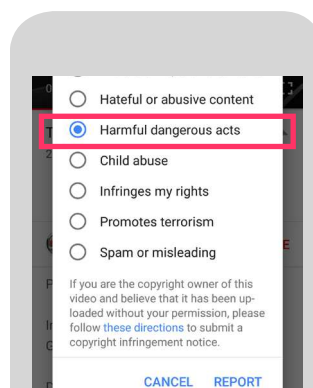 Hateful or abusive content
Harmful dangerous acts
Child abuse
Infringes my rights
Promotes terrorism
Spam or misleading
If you are the copyright owner of this
video and believe that it has been up-
loaded without your permission, please
follow these directions to submit a
copyright infringement notice.
CANCEL REPORT